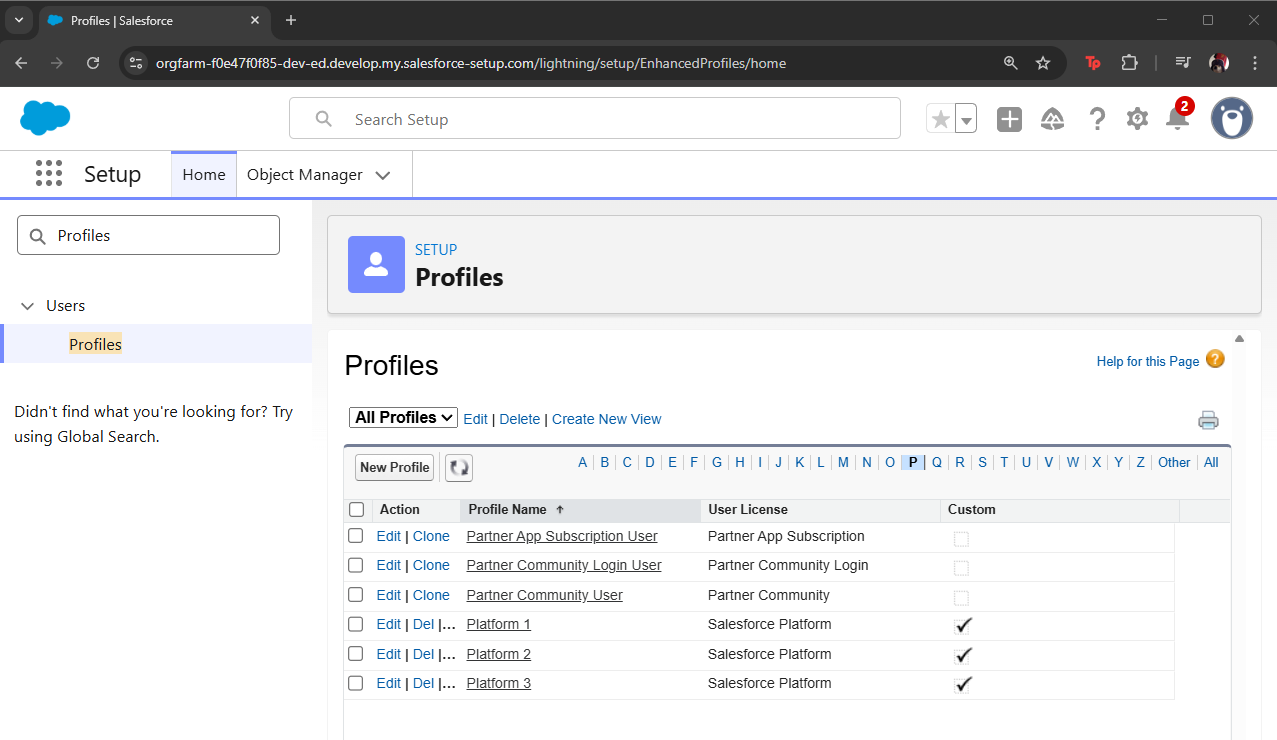 Profiles | Salesforce
orgfarm-f0e47f0f85-dev-ed.develop.my.salesforce-setup.com/lightning/setup/EnhancedProfiles/home
Tp
Search Setup
2
Setup Home Object Manager
Profiles
Users
Profiles
Didn't find what you're looking for? Try
using Global Search.
SETUP
Profiles
Profiles
Help for this Page ?
All Profiles Edit | Delete | Create New View
New Profile
A | B | C | D | E | F | G | H | I | J | K | L | M | N | O | P | Q | R | S | T | U | V | W | X | Y | Z | Other | All
Action Profile Name User License Custom
Edit | Clone Partner App Subscription User Partner App Subscription
Edit | Clone Partner Community Login User Partner Community Login
Edit | Clone Partner Community User Partner Community
Edit | Del |... Platform 1 Salesforce Platform
Edit | Del |... Platform 2 Salesforce Platform
Edit | Del |... Platform 3 Salesforce Platform